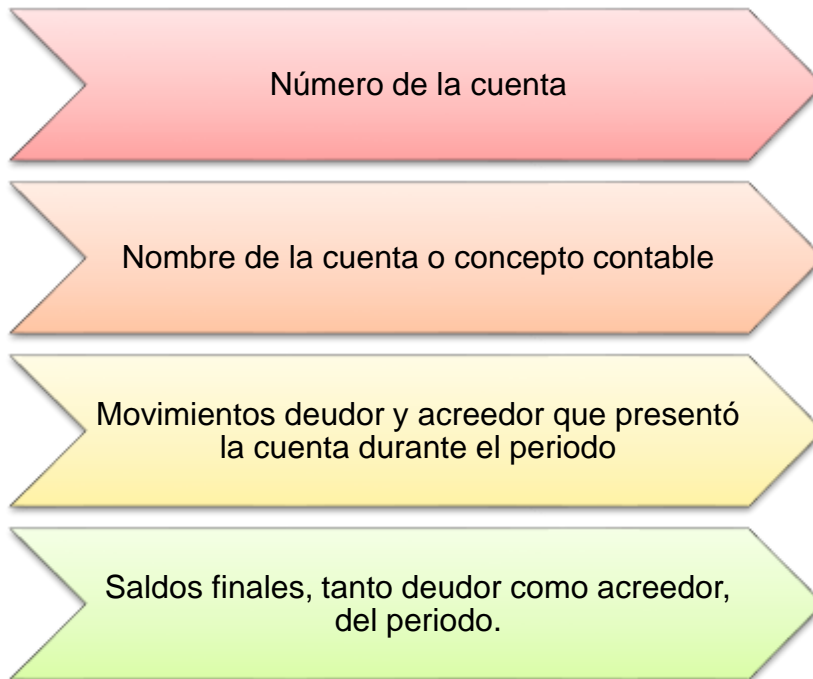 Número de la cuenta
Nombre de la cuenta o concepto contable
Movimientos deudor y acreedor que presentó
la cuenta durante el periodo
Saldos finales, tanto deudor como acreedor,
del periodo.